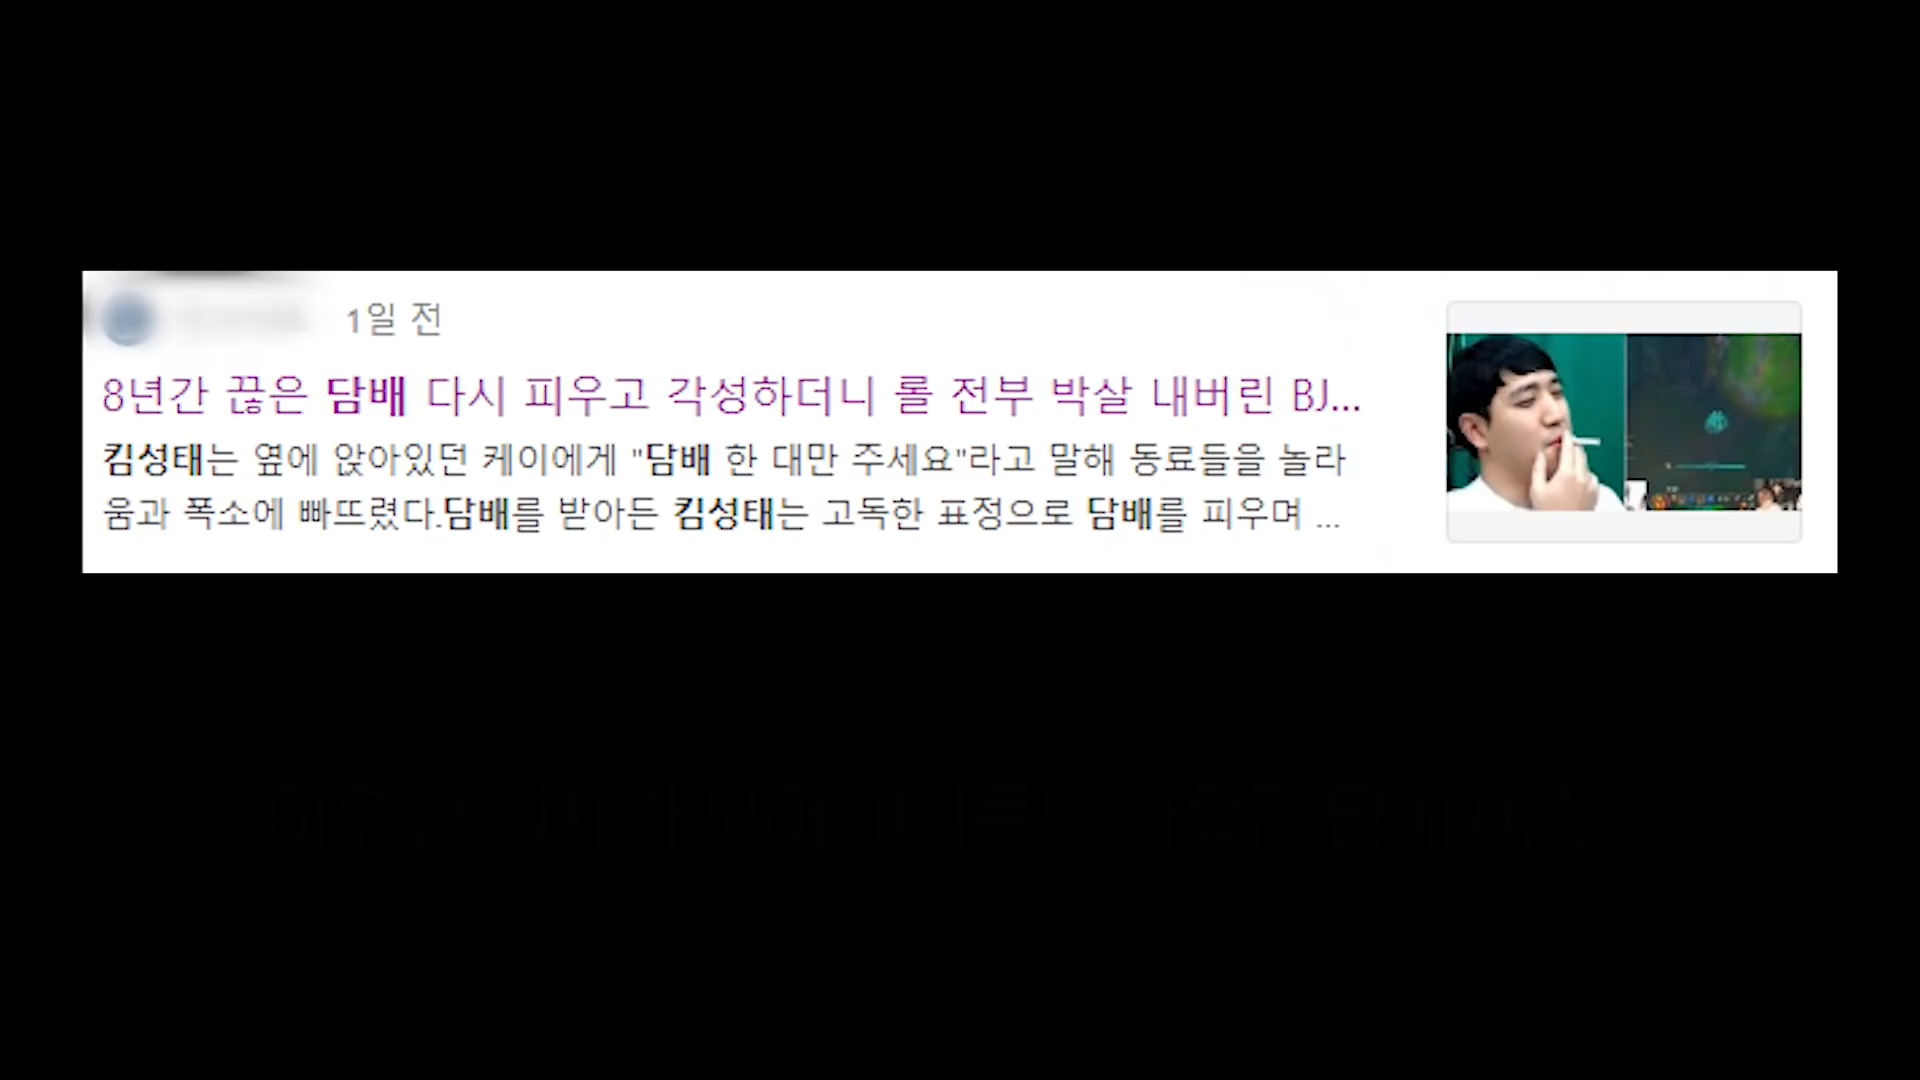 1일 전
8년간 끊은 담배 다시 피우고 각성하더니 롤 전부 박살 내버린 BJ...
킴성태는 옆에 앉아있던 케이에게 "담배 한 대만 주세요"라고 말해 동료들을 놀라
움과 폭소에 빠뜨렸다.담배를 받아든 킴성태는 고독한 표정으로 담배를 피우며 ...